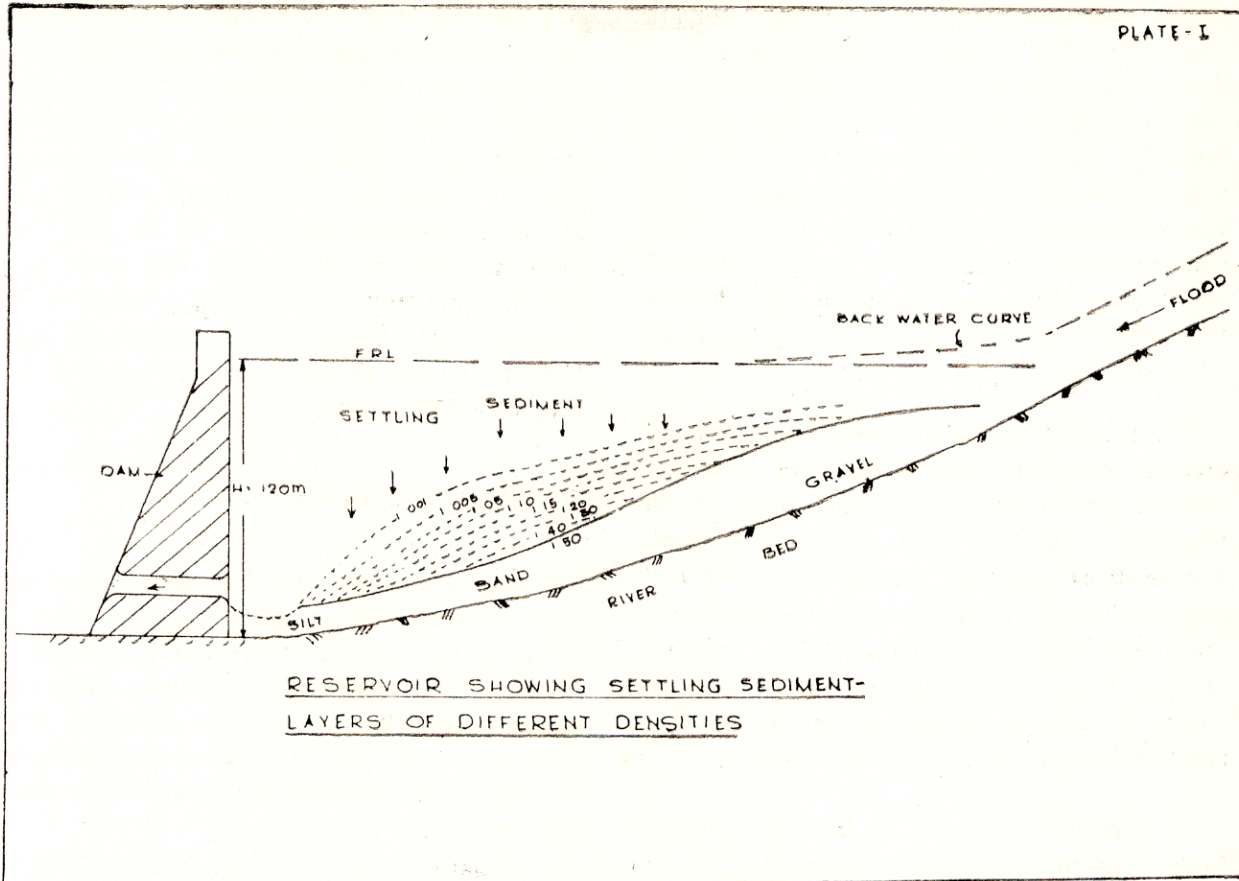 PLATE-I
FLOOD
BACK WATER CURVE
F R L
SETTLING SEDIMENT
DAM
H= 120m
1 001 1 005 1 05 1 10 1 15 1 20
1 30
1 40
1 50
GRAVEL
SAND
BED
RIVER
SILT
RESERVOIR SHOWING SETTLING SEDIMENT-
LAYERS OF DIFFERENT DENSITIES